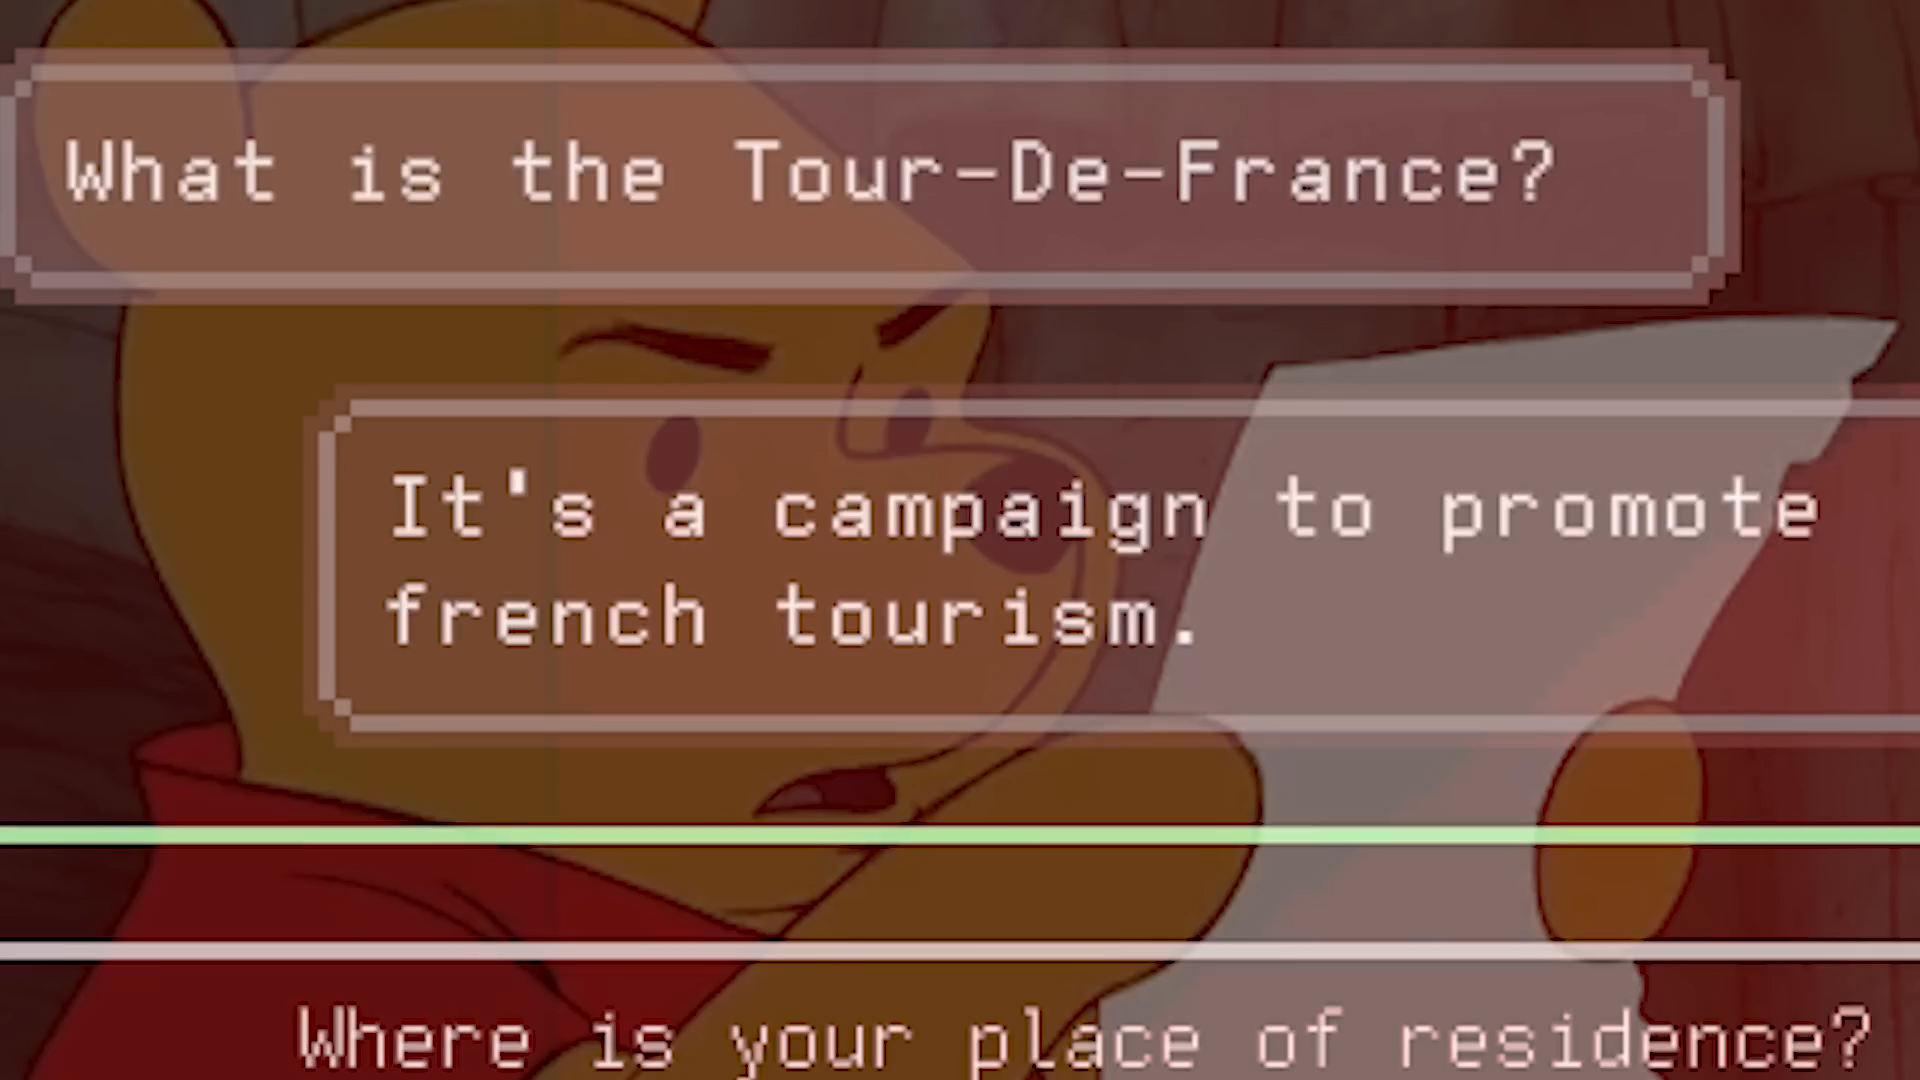 What is the Tour-De-France?
It's a campaign to promote
french tourism.
Where is your place of residence?